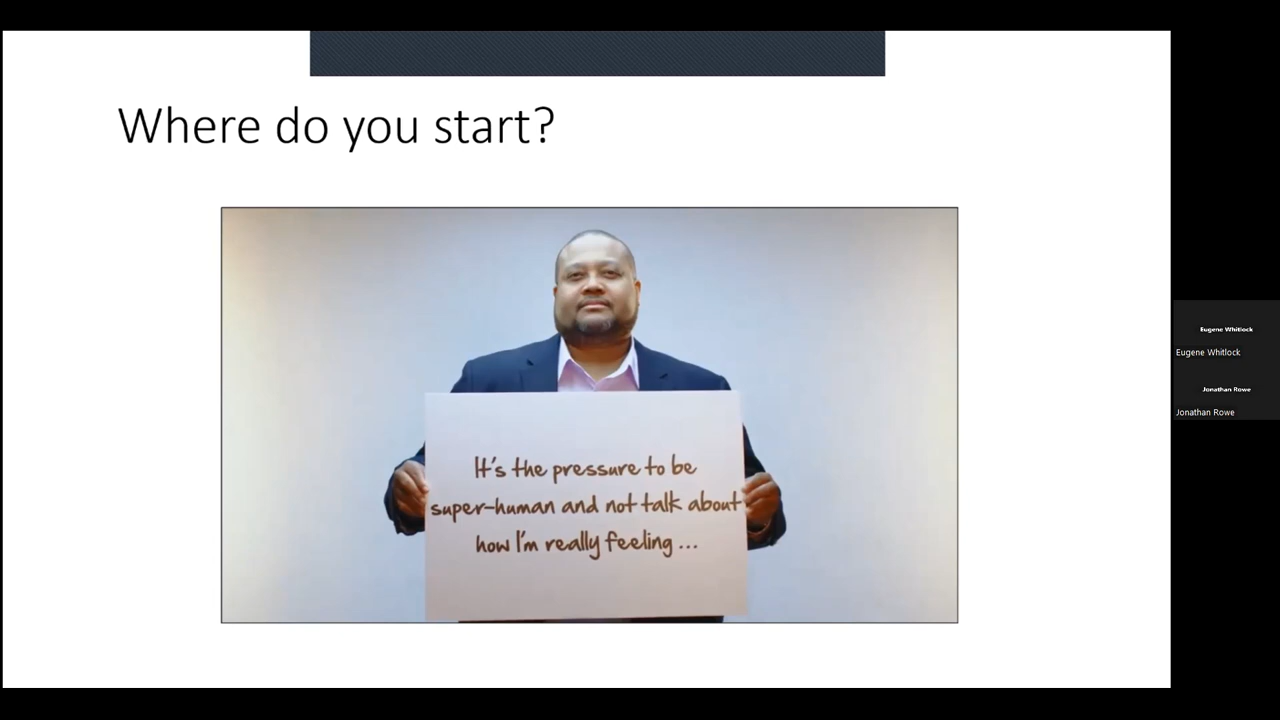 Where do you start?
It's the pressure to be
super-human and not talk about
how I'm really feeling ...
Eugene Whitlock
Eugene Whitlock
Jonathan Rowe
Jonathan Rowe